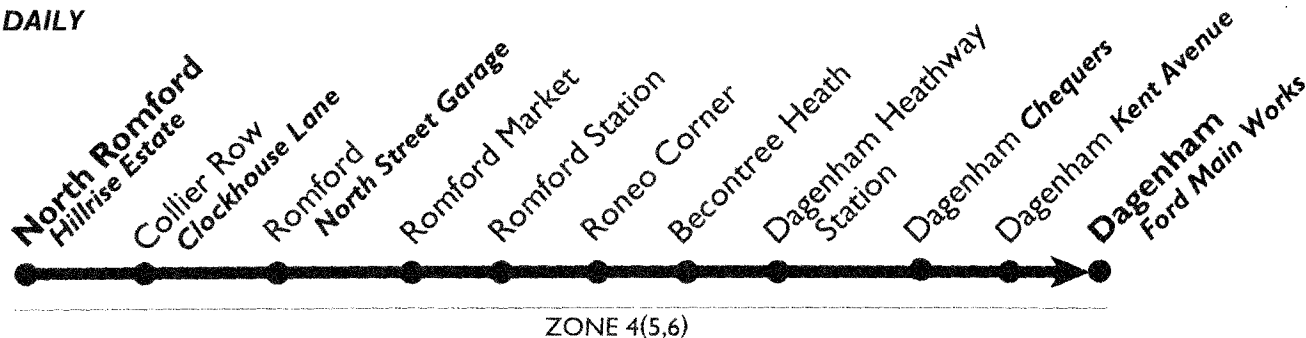 DAILY
North Romford
Hillrise Estate
Collier Row
Clockhouse Lane
Romford
North Street Garage
Romford Market
Romford Station
Roneo Corner
Becontree Heath
Dagenham Heathway
Station
Dagenham Chequers
Dagenham Kent Avenue
Dagenham
Ford Main Works
ZONE 4(5,6)